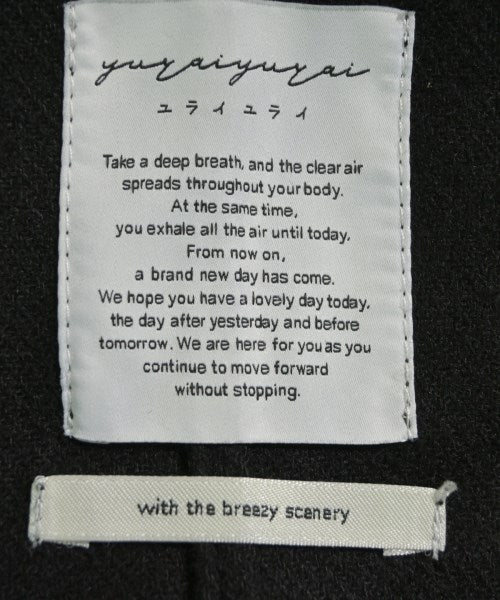 yuraiyurai
ユライユライ
Take a deep breath, and the clear air
spreads throughout your body.
At the same time,
you exhale all the air until today.
From now on,
a brand new day has come.
We hope you have a lovely day today,
the day after yesterday and before
tomorrow. We are here for you as you
continue to move forward
without stopping.
with the breezy scenery